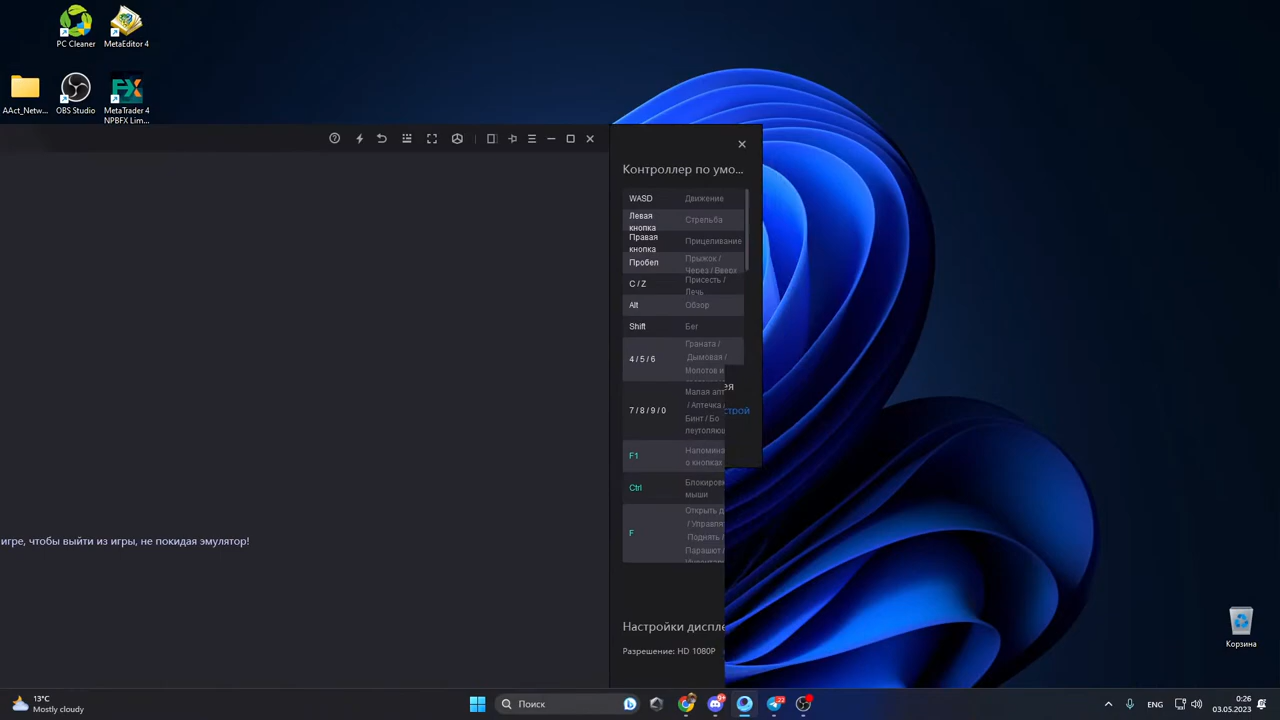 PC Cleaner
MetaEditor 4
AAct_Netw...
OBS Studio
MetaTrader 4
NPBFX Lim...
Контроллер по умо...
WASD Движение
Левая
кнопка
Стрельба
Правая
кнопка
Прицеливание
Пробел
Прыжок /
Через / Вверх
C / Z
Присесть /
Лечь
Alt Обзор
Shift Бег
4 / 5 / 6
Граната /
Дымовая /
Молотов и
ея
7 / 8 / 9 / 0
Малая апт
/ Аптечка /
Бинт / Бо
леутоляющ
строй
F1
Напомина
о кнопках
Ctrl
Блокировк
мыши
F
Открыть д
/ Управля
Поднять /
Парашют /
игре, чтобы выйти из игры, не покидая эмулятор!
Настройки диспле
Разрешение: HD 1080P
Корзина
13°C
Mostly cloudy
Поиск
9+
22
ENG
0:26
03.05.2023